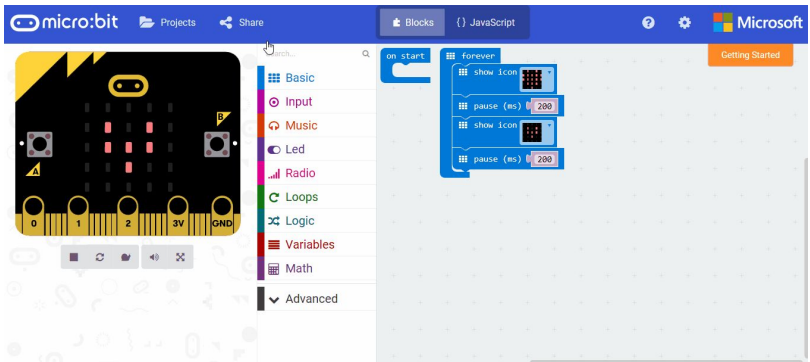 micro:bit Projects Share Blocks {} JavaScript ? Microsoft
Search... on start forever Getting Started
show icon
Basic
Input pause (ms) 200
Music show icon
B
Led
pause (ms) 200
A Radio
Loops
0 1 2 3V GND Logic
Variables
Math
Advanced